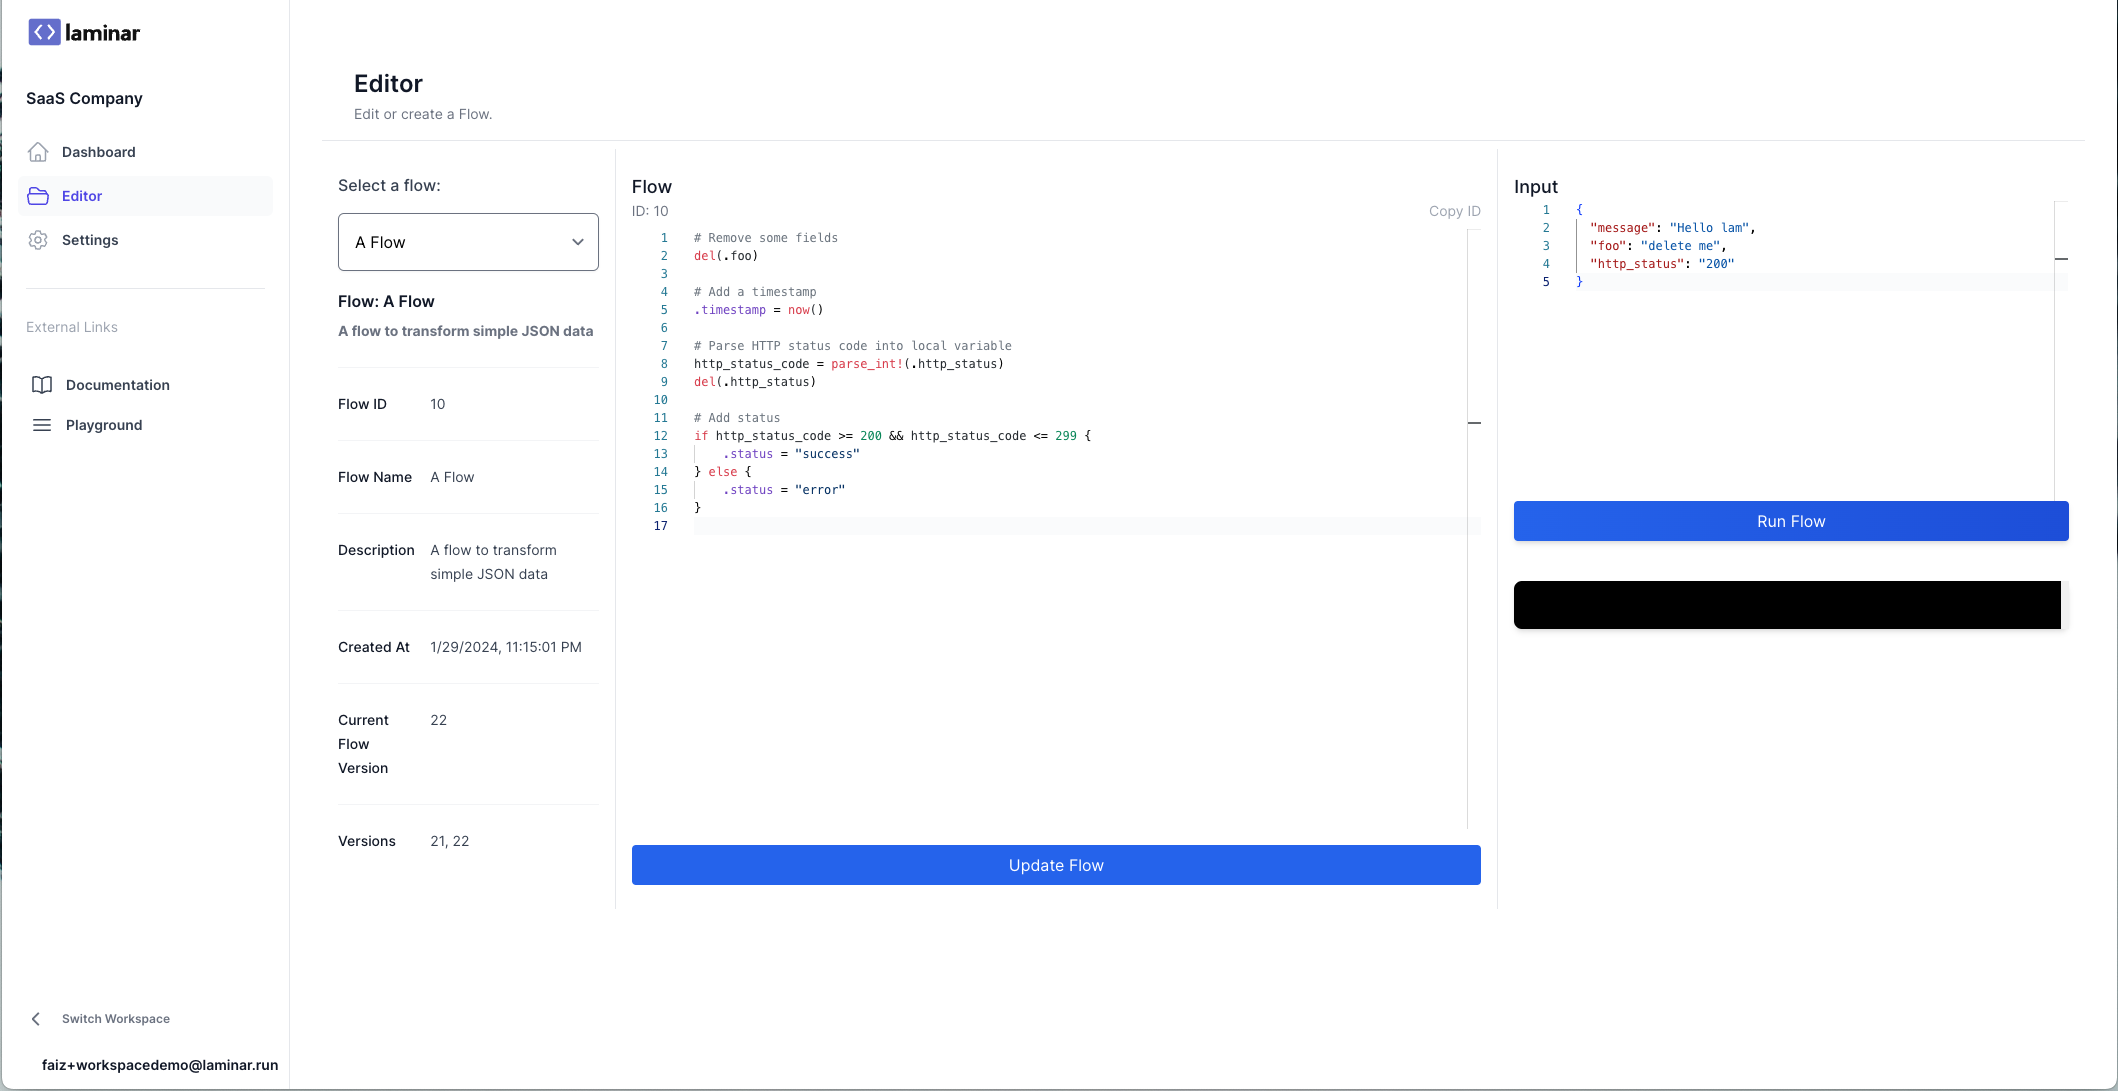 laminar
SaaS Company
Dashboard
Editor
Settings
External Links
Documentation
Playground
Switch Workspace
faiz+workspacedemo@laminar.run
Editor
Edit or create a Flow.
Select a flow:
A Flow
Flow: A Flow
A flow to transform simple JSON data
Flow ID 10
Flow Name A Flow
Description A flow to transform
simple JSON data
Created At 1/29/2024, 11:15:01 PM
Current 22
Flow
Version
Versions 21, 22
Flow
ID: 10 Copy ID
1 # Remove some fields
2 del(.foo)
3
4 # Add a timestamp
5 .timestamp = now()
6
7 # Parse HTTP status code into local variable
8 http_status_code = parse_int!(.http_status)
9 del(.http_status)
10
11 # Add status
12 if http_status_code >= 200 && http_status_code <= 299 {
13     .status = "success"
14 } else {
15     .status = "error"
16 }
17
Update Flow
Input
1 {
2   "message": "Hello lam",
3   "foo": "delete me",
4   "http_status": "200"
5 }
Run Flow